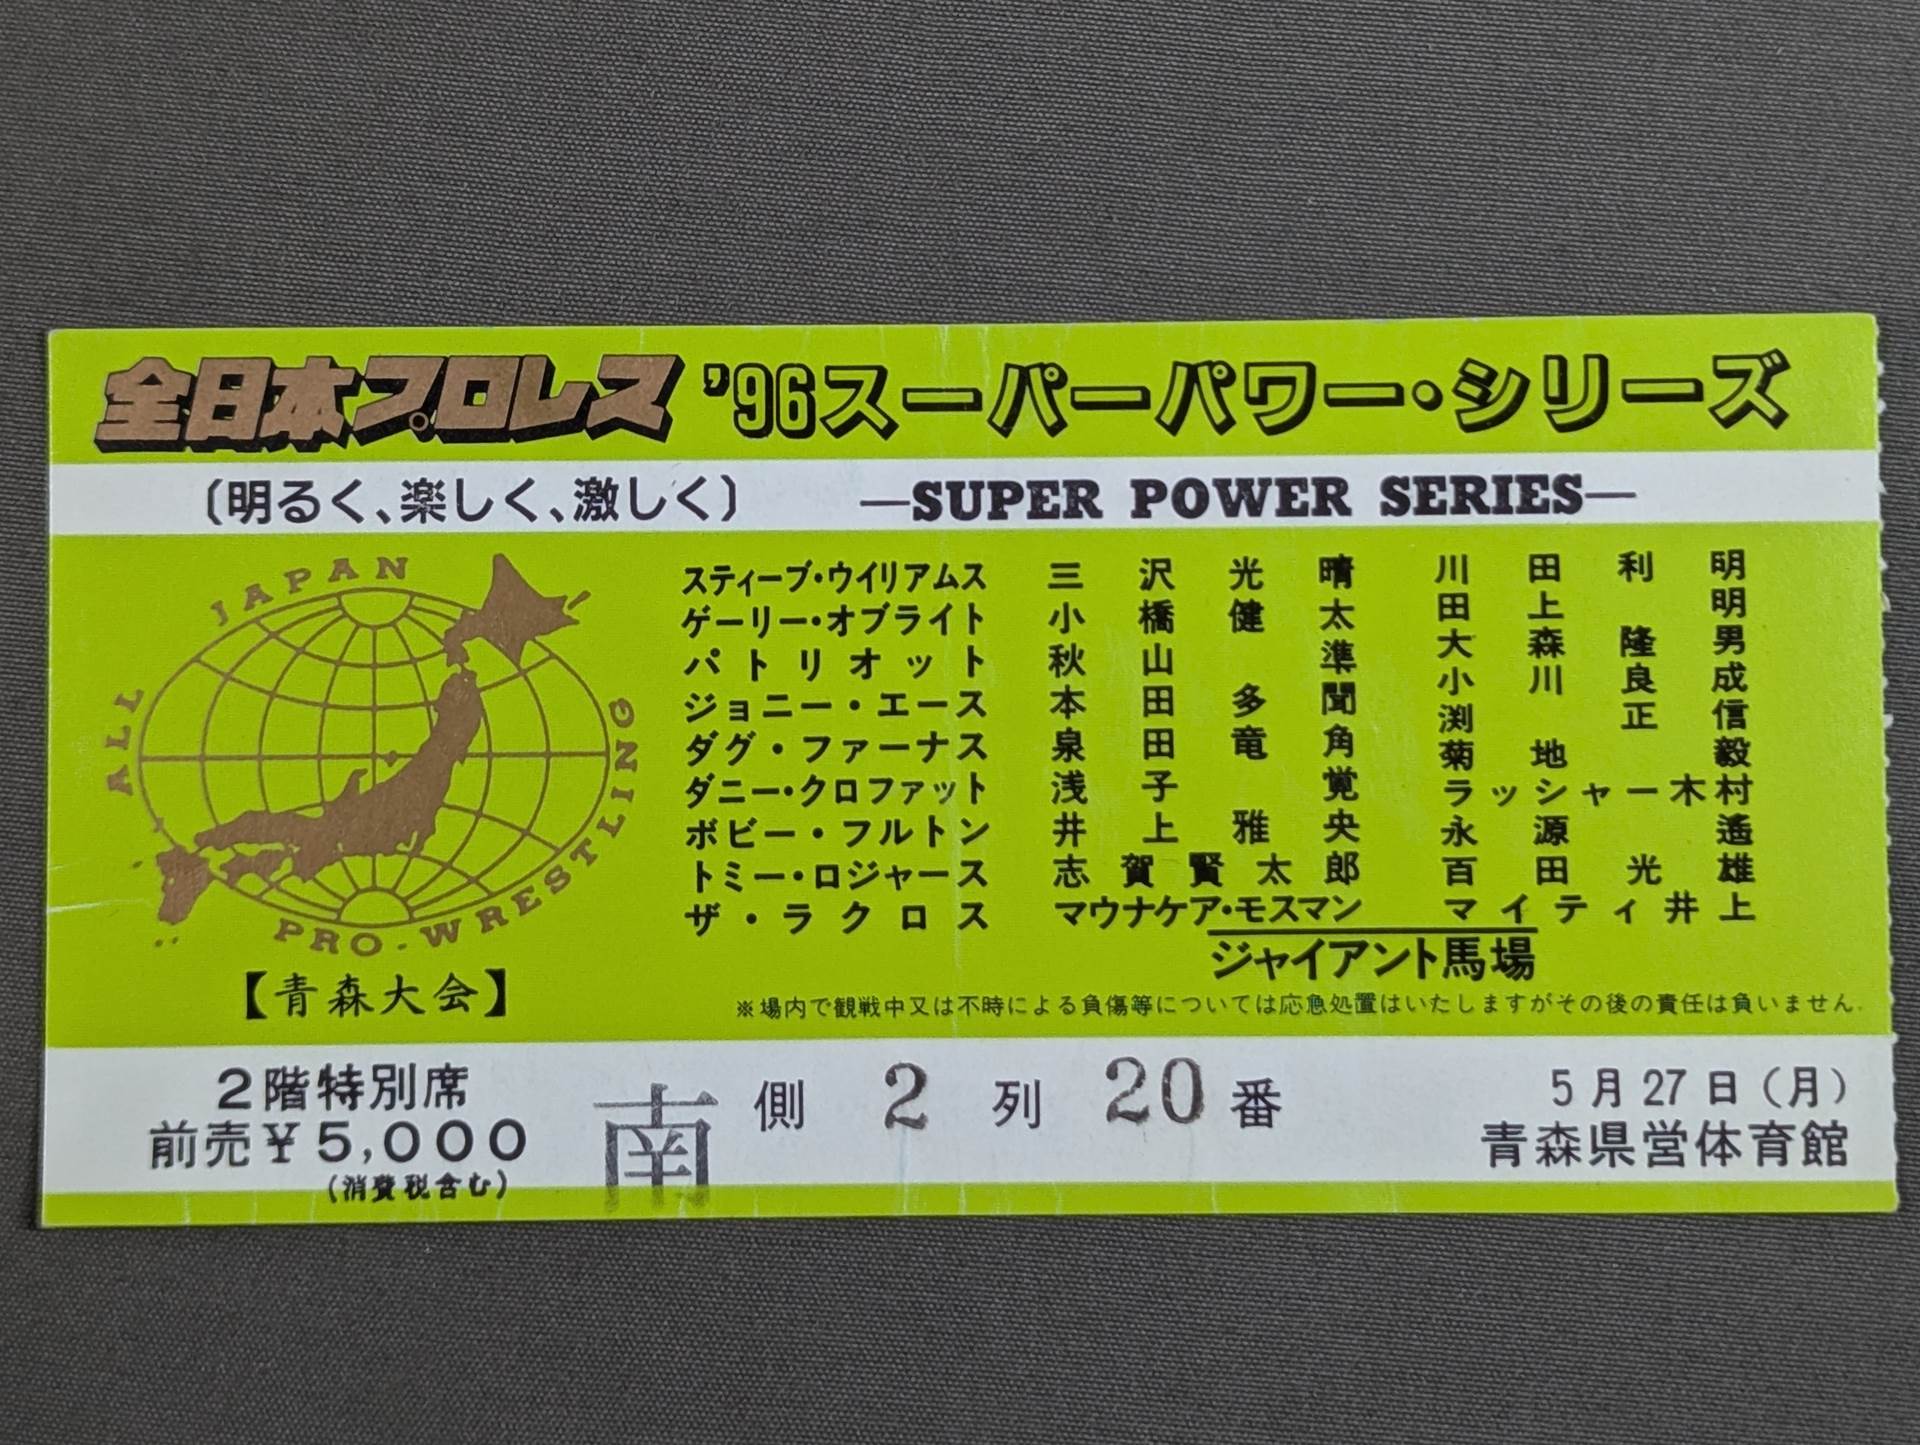 全日本プロレス '96スーパーパワー・シリーズ
〔明るく、楽しく、激しく〕 —SUPER POWER SERIES—
ALL JAPAN PRO-WRESTLING
【青森大会】
スティーブ・ウイリアムス
ゲーリー・オブライト
パトリオット
ジョニー・エース
ダグ・ファーナス
ダニー・クロファット
ボビー・フルトン
トミー・ロジャース
ザ・ラクロス
三沢光晴
小橋健太
秋山準
本田多聞
泉田竜角
浅子覚
井上雅央
志賀賢太郎
マウナケア・モスマン
川田利明
田上明
大森隆男
小川良成
渕正信
菊地毅
ラッシャー木村
永源遙
百田光雄
マイティ井上
ジャイアント馬場
※場内で観戦中又は不時による負傷等については応急処置はいたしますがその後の責任は負いません.
2階特別席
前売¥5,000
(消費税含む)
南側 2列 20番
5月27日(月)
青森県営体育館